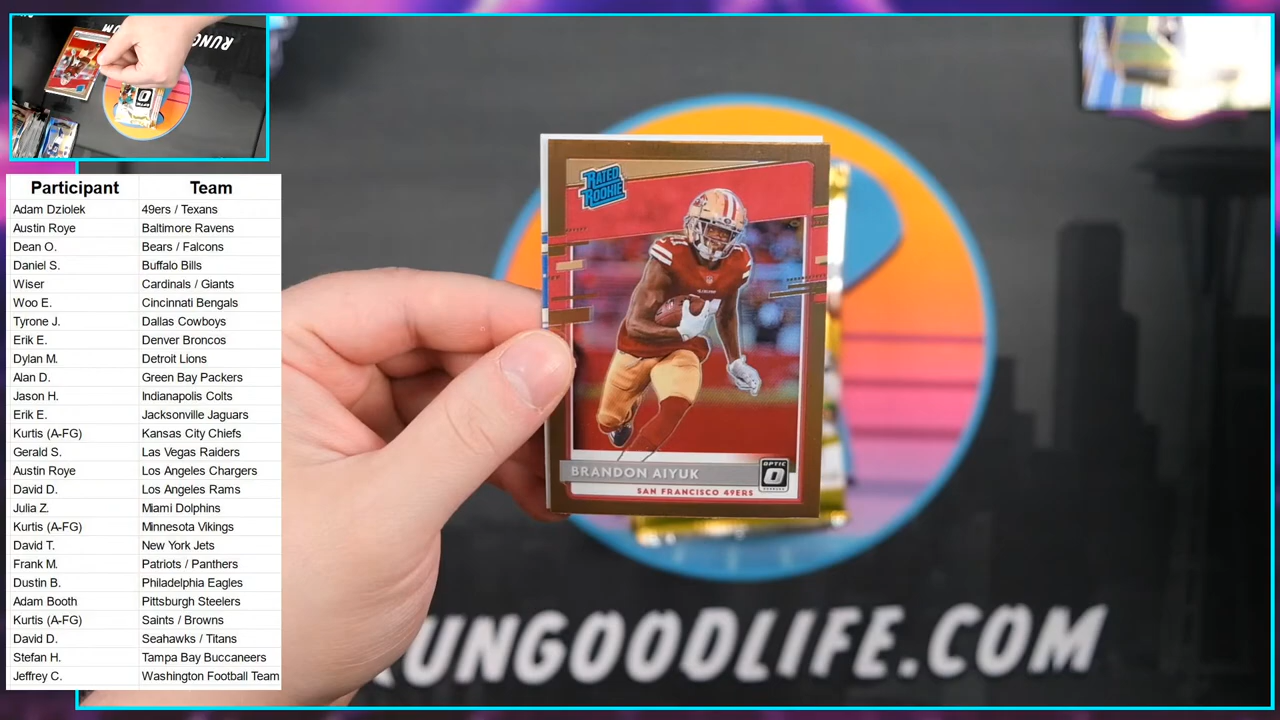 RUNG
OOM
Participant Team
Adam Dziolek 49ers / Texans
Austin Roye Baltimore Ravens
Dean O. Bears / Falcons
Daniel S. Buffalo Bills
Wiser Cardinals / Giants
Woo E. Cincinnati Bengals
Tyrone J. Dallas Cowboys
Erik E. Denver Broncos
Dylan M. Detroit Lions
Alan D. Green Bay Packers
Jason H. Indianapolis Colts
Erik E. Jacksonville Jaguars
Kurtis (A-FG) Kansas City Chiefs
Gerald S. Las Vegas Raiders
Austin Roye Los Angeles Chargers
David D. Los Angeles Rams
Julia Z. Miami Dolphins
Kurtis (A-FG) Minnesota Vikings
David T. New York Jets
Frank M. Patriots / Panthers
Dustin B. Philadelphia Eagles
Adam Booth Pittsburgh Steelers
Kurtis (A-FG) Saints / Browns
David D. Seahawks / Titans
Stefan H. Tampa Bay Buccaneers
Jeffrey C. Washington Football Team
RATED
ROOKIE
BRANDON AIYUK
OPTIC
SAN FRANCISCO 49ERS
RUNGOODLIFE.COM